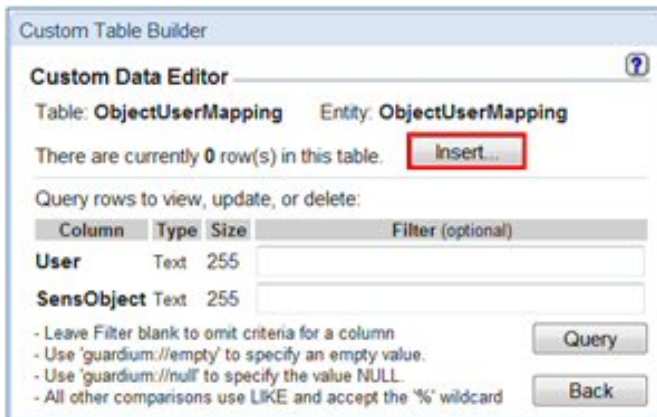 Custom Table Builder
?
Custom Data Editor
Table: ObjectUserMapping Entity: ObjectUserMapping
There are currently 0 row(s) in this table. Insert...
Query rows to view, update, or delete:
Column Type Size Filter (optional)
User Text 255
SensObject Text 255
- Leave Filter blank to omit criteria for a column
- Use 'guardium://empty' to specify an empty value.
- Use 'guardium://null' to specify the value NULL.
- All other comparisons use LIKE and accept the '%' wildcard
Query
Back